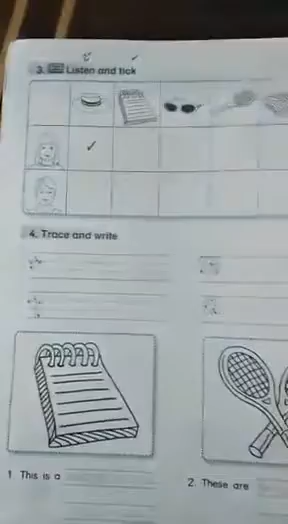 3. Listen and tick
4. Trace and write
1 This is a
2. These are